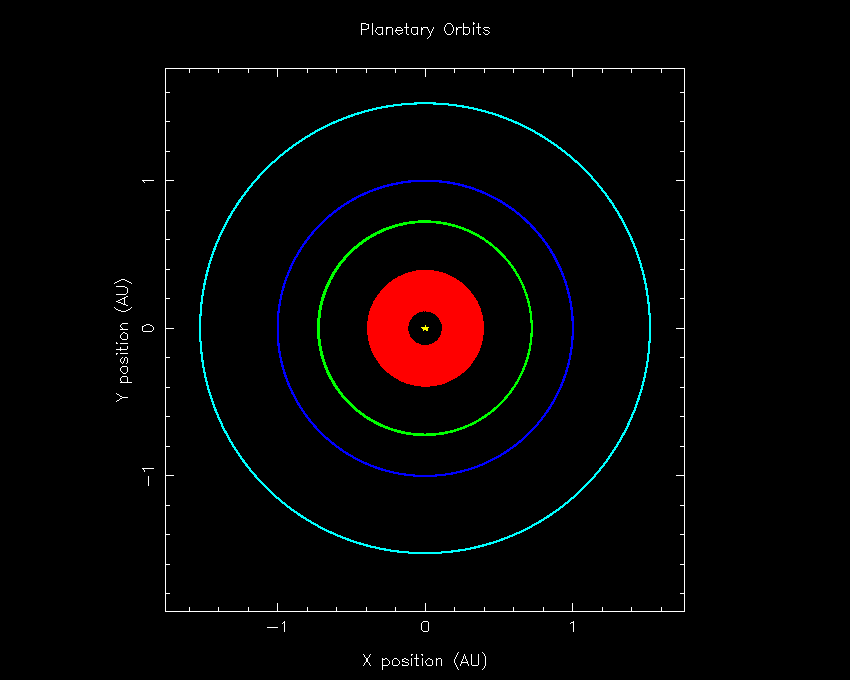 Planetary Orbits
Y position (AU)
1
0
−1
−1
0
1
X position (AU)